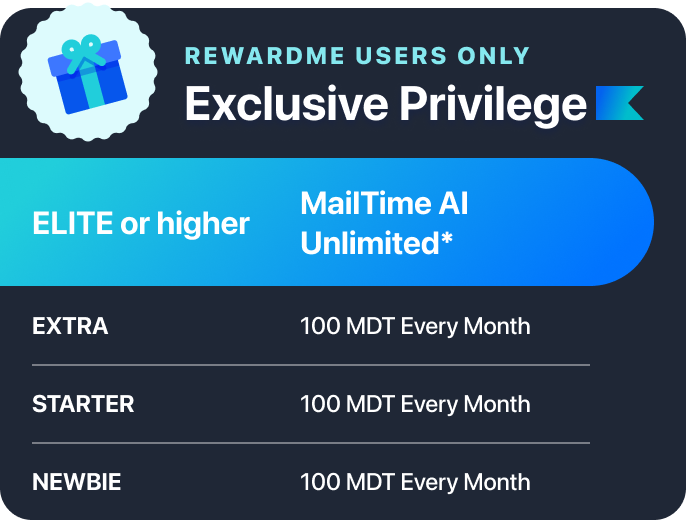 REWARDME USERS ONLY
Exclusive Privilege
ELITE or higher
MailTime AI
Unlimited*
EXTRA
100 MDT Every Month
STARTER
100 MDT Every Month
NEWBIE
100 MDT Every Month